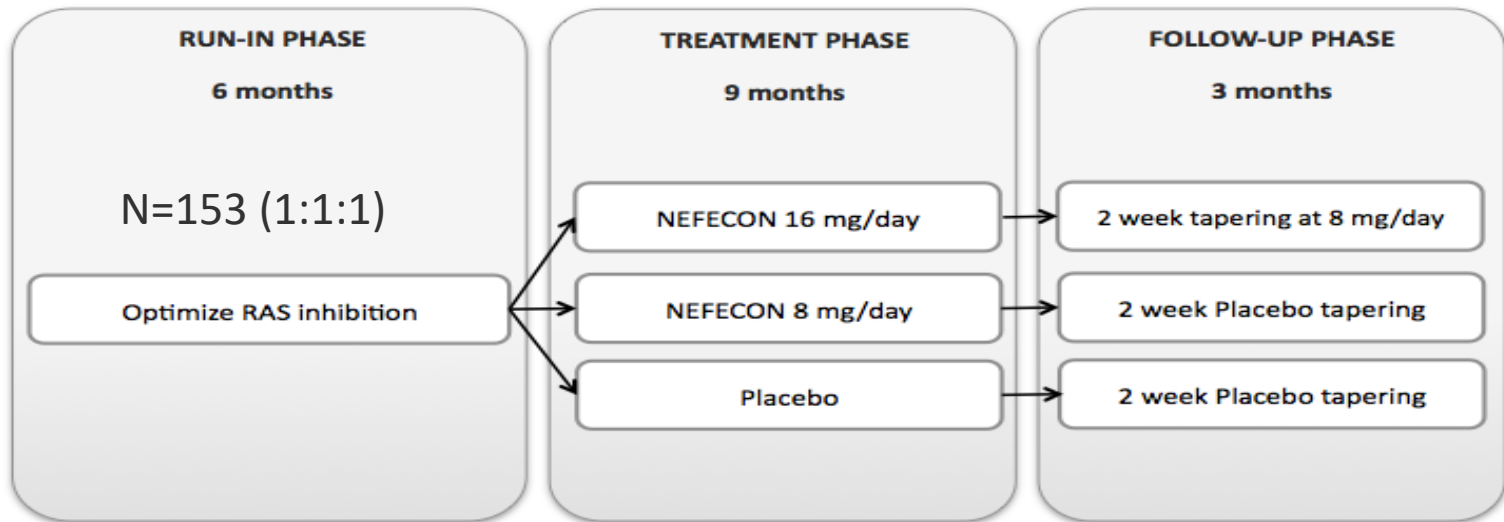 RUN-IN PHASE
6 months
N=153 (1:1:1)
Optimize RAS inhibition
TREATMENT PHASE
9 months
NEFECON 16 mg/day
NEFECON 8 mg/day
Placebo
FOLLOW-UP PHASE
3 months
2 week tapering at 8 mg/day
2 week Placebo tapering
2 week Placebo tapering